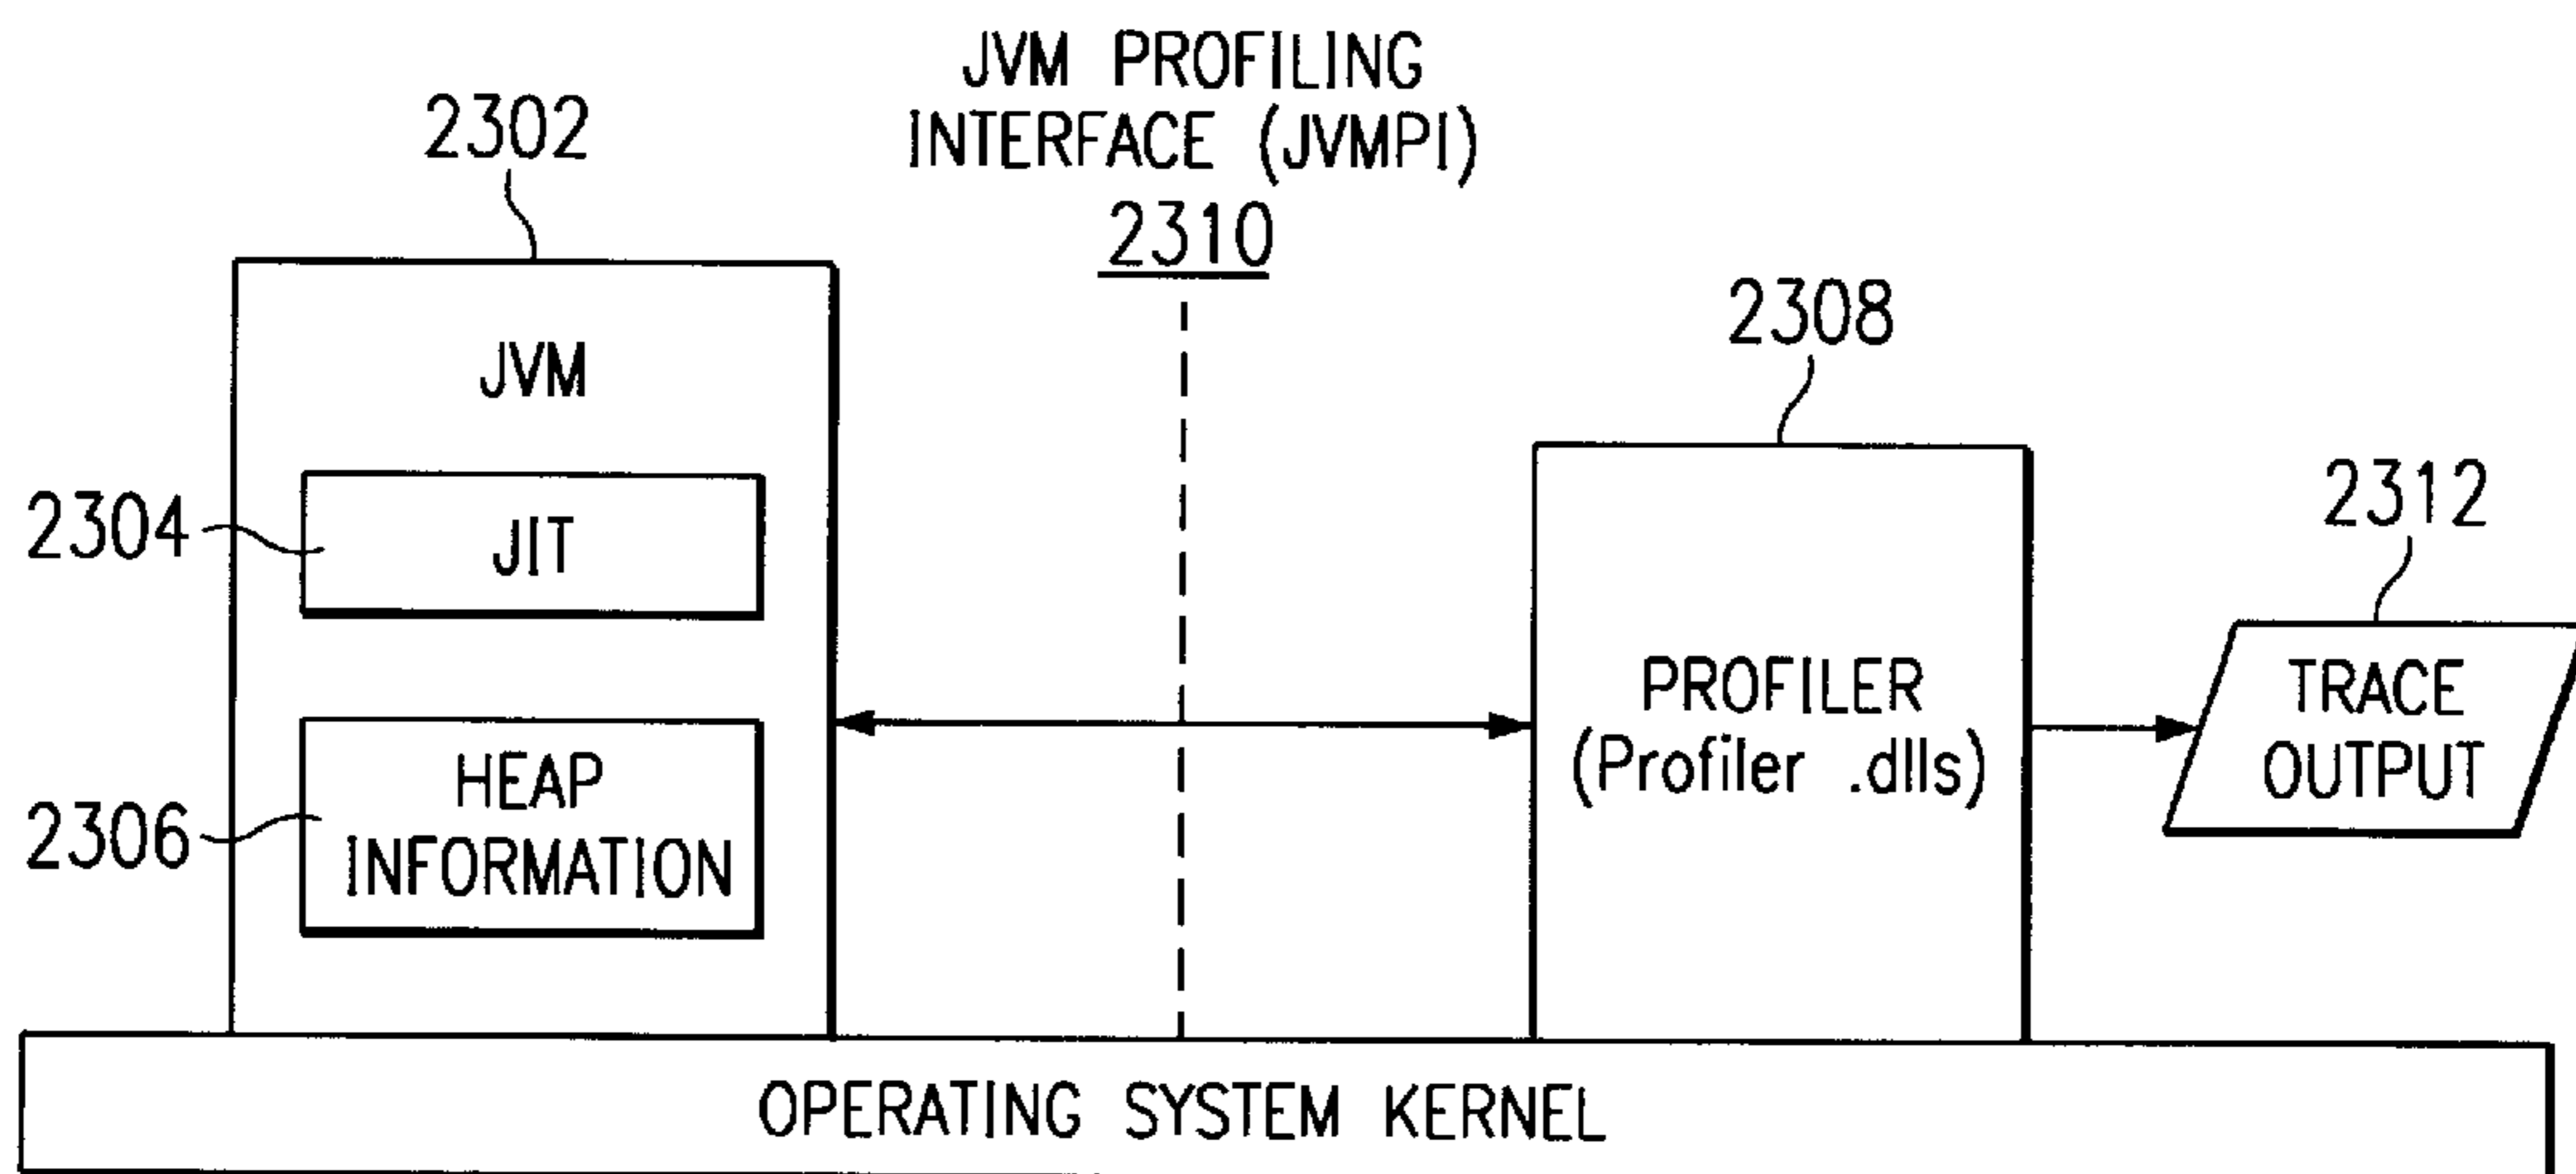 JVM PROFILING
INTERFACE (JVMPI)
2310
2302
JVM
2304
JIT
2306
HEAP
INFORMATION
2308
PROFILER
(Profiler .dlls)
2312
TRACE
OUTPUT
OPERATING SYSTEM KERNEL